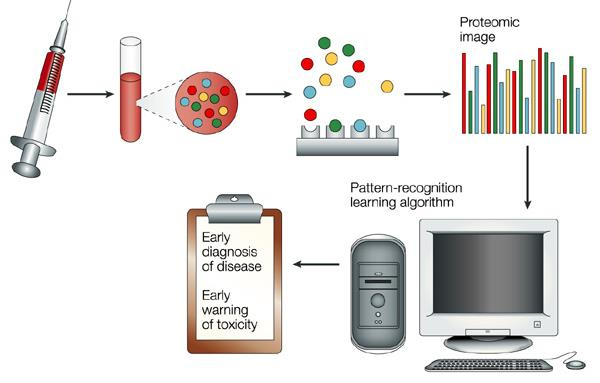 Proteomic
image
Pattern-recognition
learning algorithm
Early
diagnosis
of disease
Early
warning
of toxicity